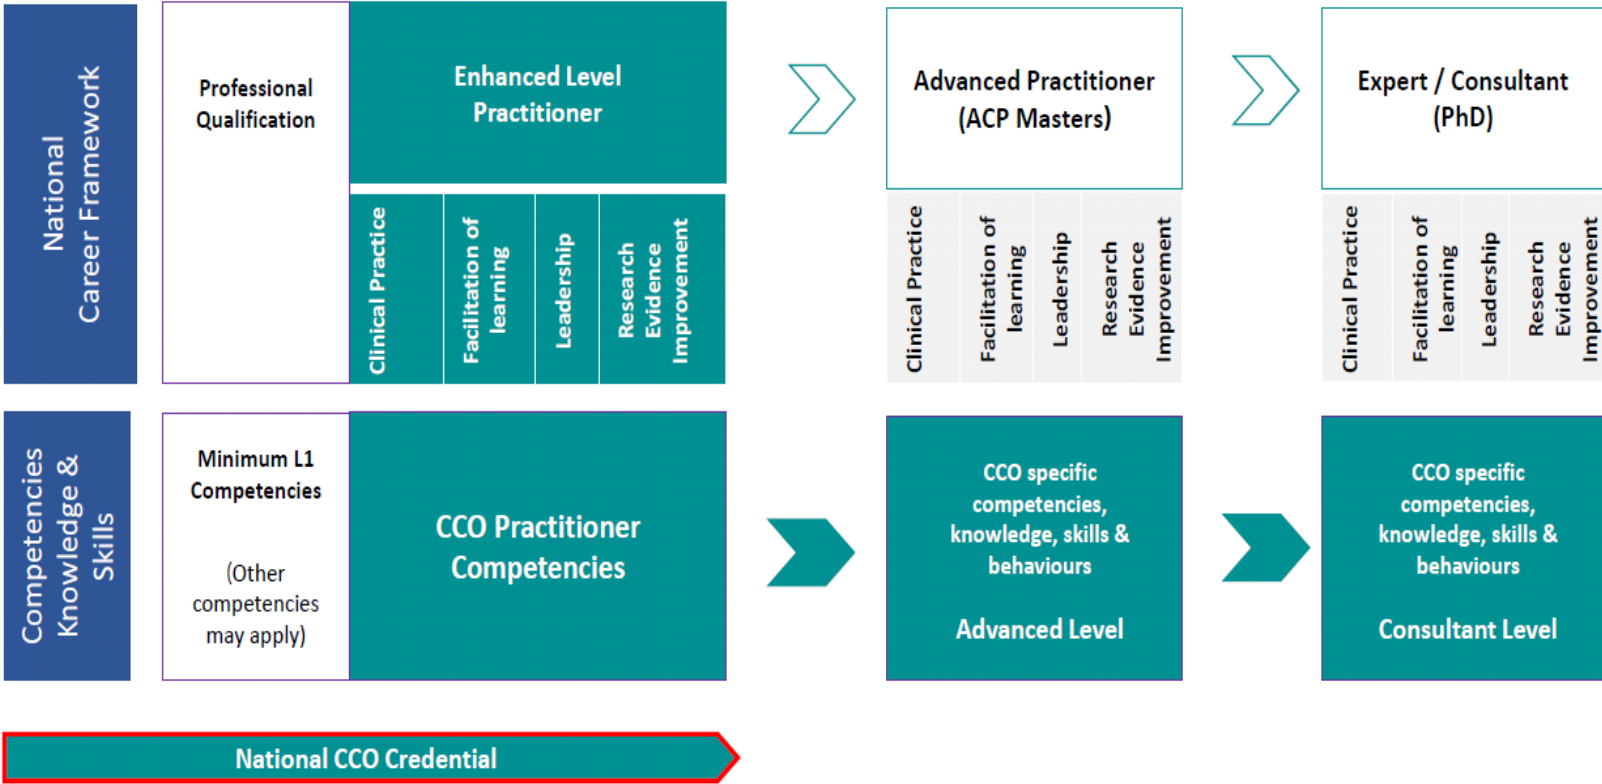 National
Career Framework
Professional
Qualification
Enhanced Level
Practitioner
Clinical Practice
Facilitation of
learning
Leadership
Research
Evidence
Improvement
Advanced Practitioner
(ACP Masters)
Clinical Practice
Facilitation of
learning
Leadership
Research
Evidence
Improvement
Expert / Consultant
(PhD)
Clinical Practice
Facilitation of
learning
Leadership
Research
Evidence
Improvement
Competencies
Knowledge &
Skills
Minimum L1
Competencies
(Other
competencies
may apply)
CCO Practitioner
Competencies
CCO specific
competencies,
knowledge, skills &
behaviours
Advanced Level
CCO specific
competencies,
knowledge, skills &
behaviours
Consultant Level
National CCO Credential